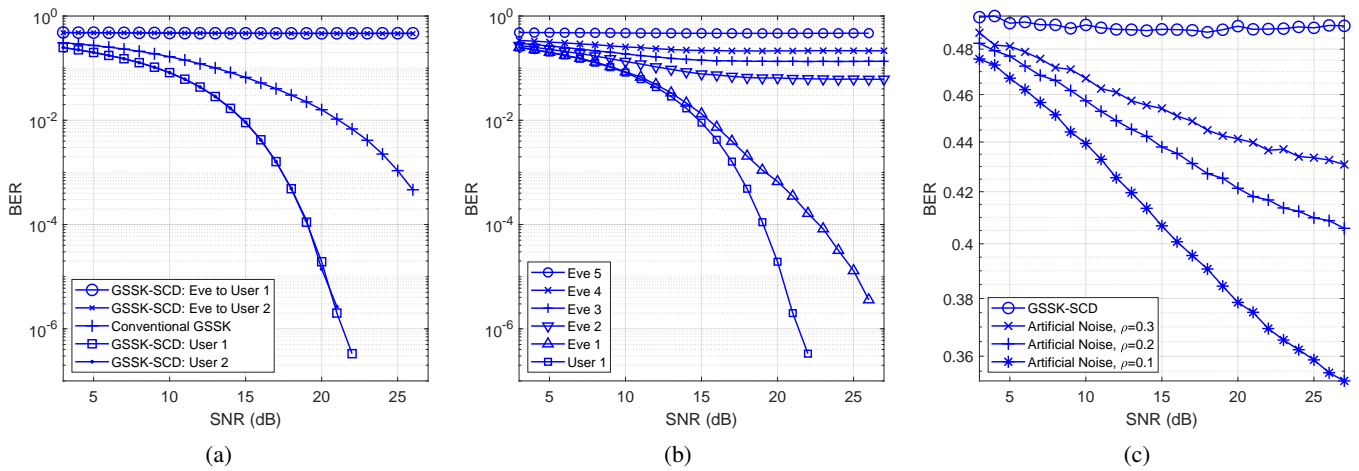 10^0
10^-2
10^-4
10^-6
BER
5
10
15
20
25
SNR (dB)
GSSK-SCD: Eve to User 1
GSSK-SCD: Eve to User 2
Conventional GSSK
GSSK-SCD: User 1
GSSK-SCD: User 2
(a)
10^0
10^-2
10^-4
10^-6
BER
5
10
15
20
25
SNR (dB)
Eve 5
Eve 4
Eve 3
Eve 2
Eve 1
User 1
(b)
0.48
0.46
0.44
0.42
0.4
0.38
0.36
BER
5
10
15
20
25
SNR (dB)
GSSK-SCD
Artificial Noise, ρ=0.3
Artificial Noise, ρ=0.2
Artificial Noise, ρ=0.1
(c)